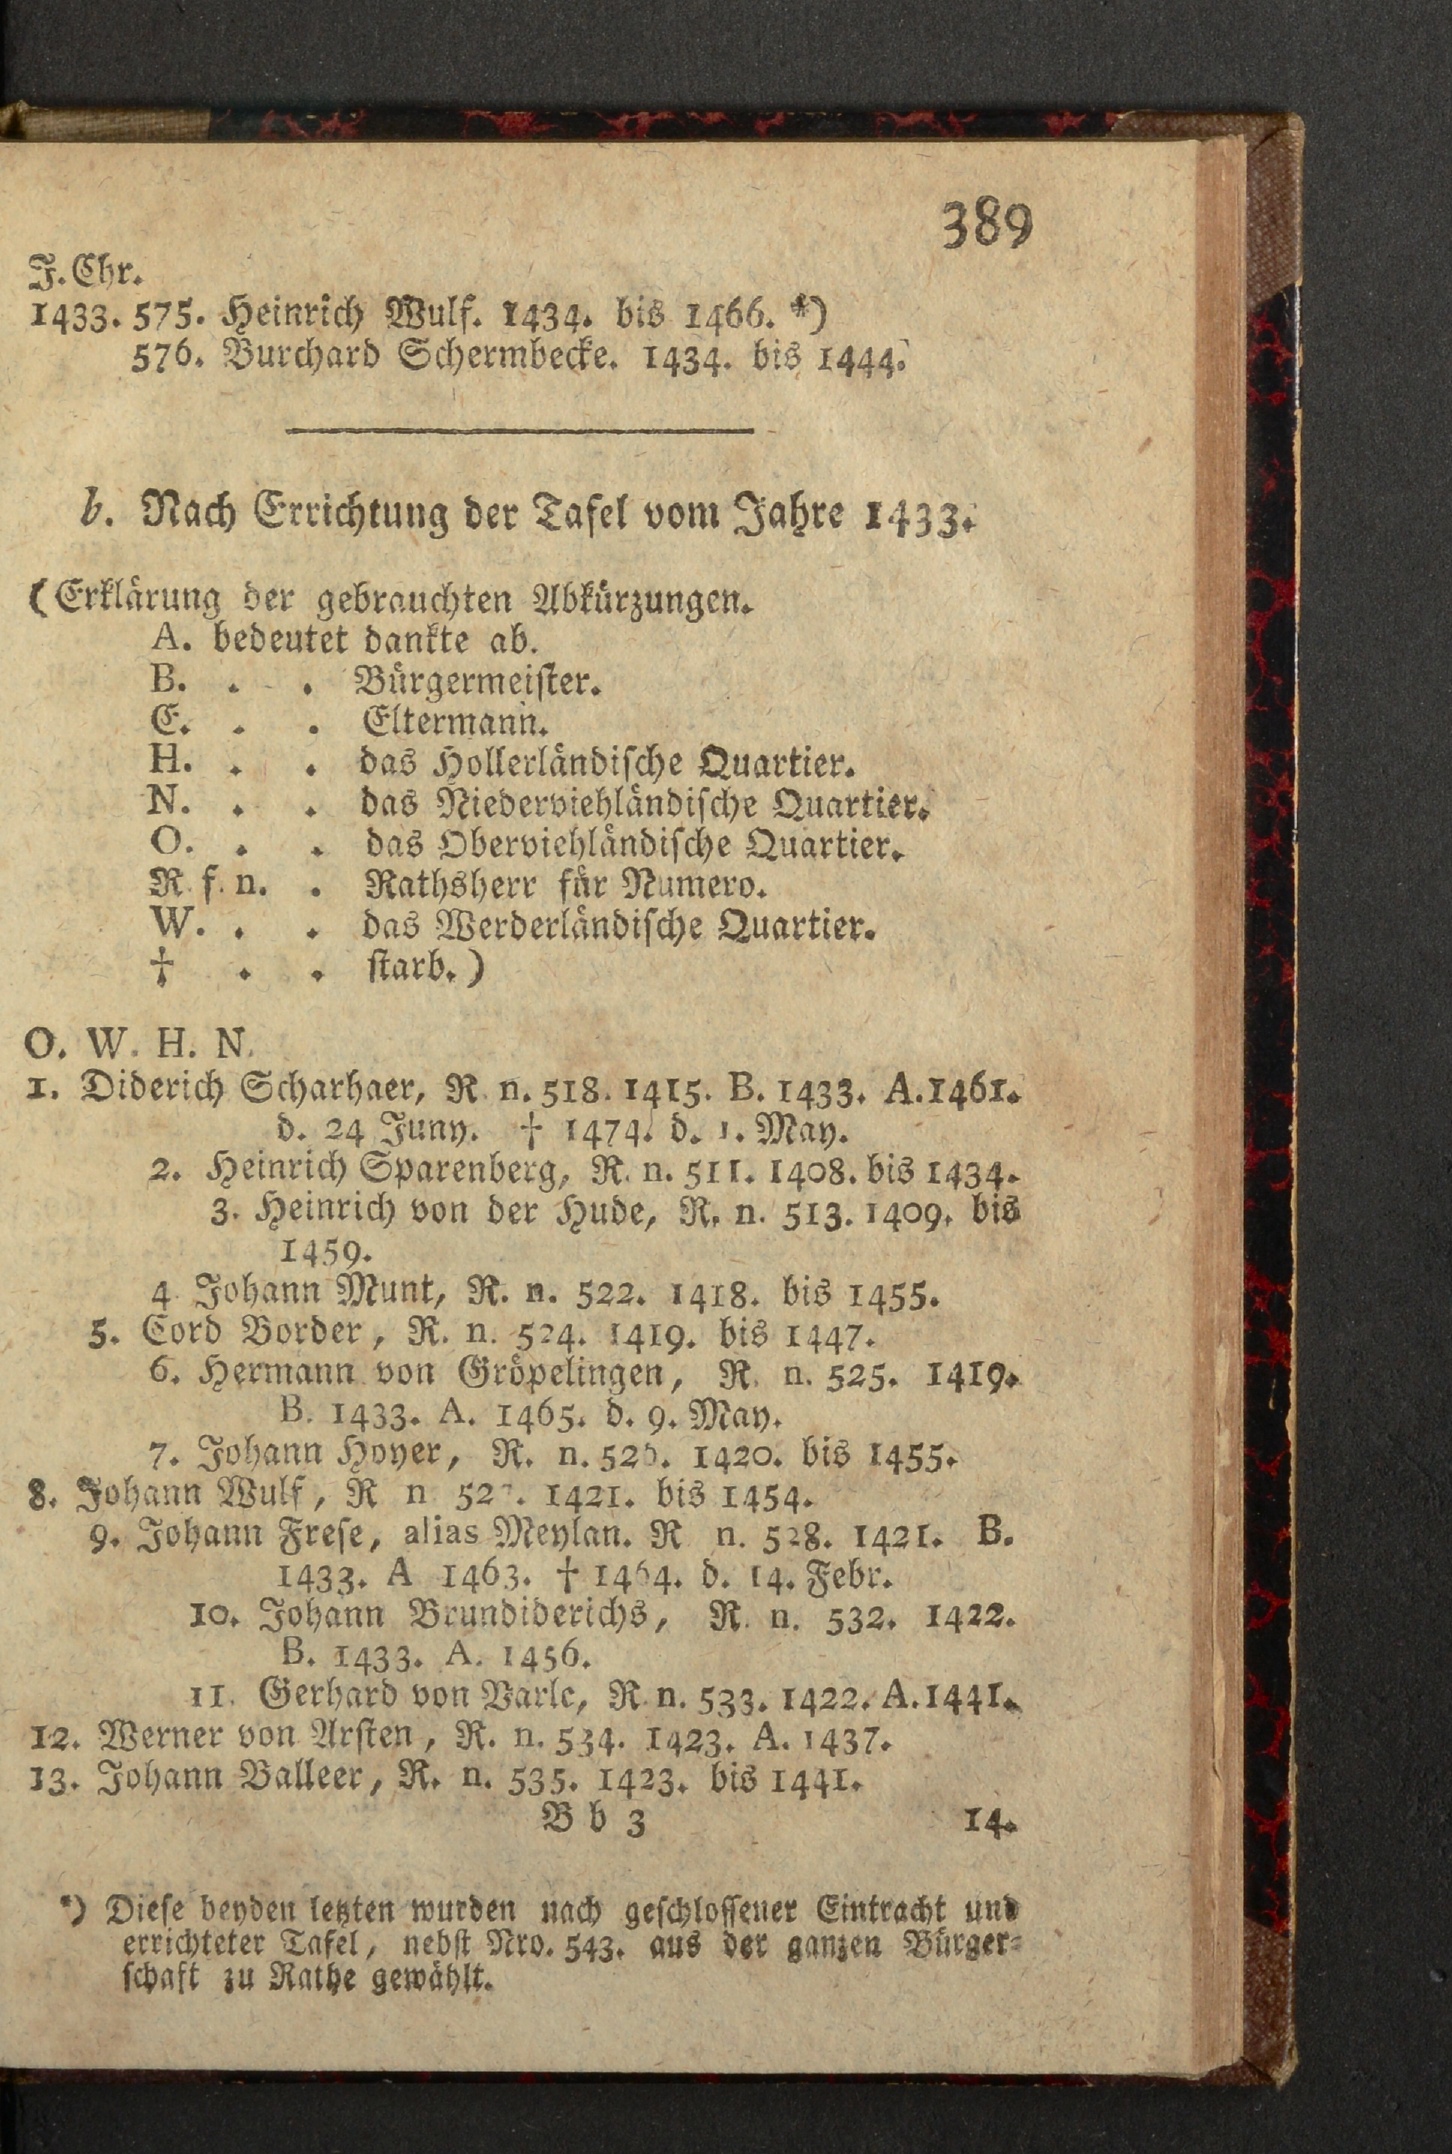 389
J. Chr.
1433. 575. Heinrich Wulf. 1434. bis 1466. *)
576. Burchard Schermbecke. 1434. bis 1444.
b. Nach Errichtung der Tafel vom Jahre 1433.
(Erklärung der gebrauchten Abkürzungen.
A. bedeutet dankte ab.
B. . . Bürgermeister.
E. . . Eltermann.
H. . . das Hollerländische Quartier.
N. . . das Niederviehländische Quartier.
O. . . das Oberviehländische Quartier.
R. f. n. . Rathsherr für Numero.
W. . . das Werderländische Quartier.
† . . starb.)
O. W. H. N.
1. Diderich Scharhaer, R. n. 518. 1415. B. 1433. A. 1461.
d. 24 Juny. † 1474. d. 1. May.
2. Heinrich Sparenberg, R. n. 511. 1408. bis 1434.
3. Heinrich von der Hude, R. n. 513. 1409. bis
1459.
4. Johann Munt, R. n. 522. 1418. bis 1455.
5. Cord Border, R. n. 524. 1419. bis 1447.
6. Hermann von Gröpelingen, R. n. 525. 1419.
B. 1433. A. 1465. d. 9. May.
7. Johann Hoyer, R. n. 1420. bis 1455.
8. Johann Wulf, R n 1421. bis 1454.
9. Johann Frese, alias Meylan. R n. 528. 1421. B.
1433. A 1463. † 1464. d. 14. Febr.
10. Johann Brundiderichs, R. n. 532. 1422.
B. 1433. A. 1456.
11. Gerhard von Varle, R. n. 533. 1422. A. 1441.
12. Werner von Arsten, R. n. 534. 1423. A. 1437.
13. Johann Balleer, R. n. 535. 1423. bis 1441.
B b 3 14.
*) Diese beyden letzten wurden nach geschlossener Eintracht und
errichteter Tafel, nebst Nro. 543. aus der ganzen Bürger-
schaft zu Rathe gewählt.